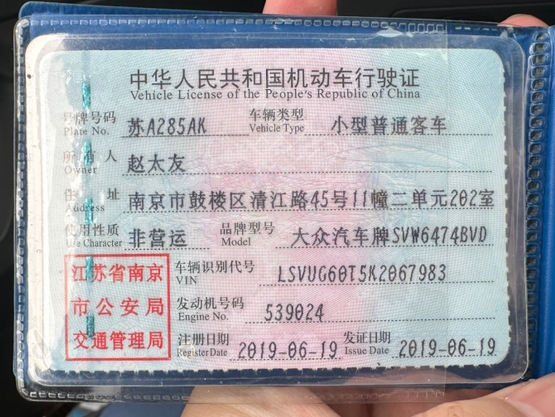 中华人民共和国机动车行驶证
Vehicle License of the People's Republic of China
号牌号码 苏A285AK 车辆类型 小型普通客车
Plate No. Vehicle Type
所有人 赵太友
Owner
住址 南京市鼓楼区清江路45号11幢二单元202室
Address
使用性质 非营运 品牌型号 大众汽车牌SVW6474BVD
Use Character Model
江苏省南京
市公安局
交通管理局
车辆识别代号 LSVUG60T5K2067983
VIN
发动机号码 539024
Engine No.
注册日期 2019-06-19 发证日期 2019-06-19
Register Date Issue Date